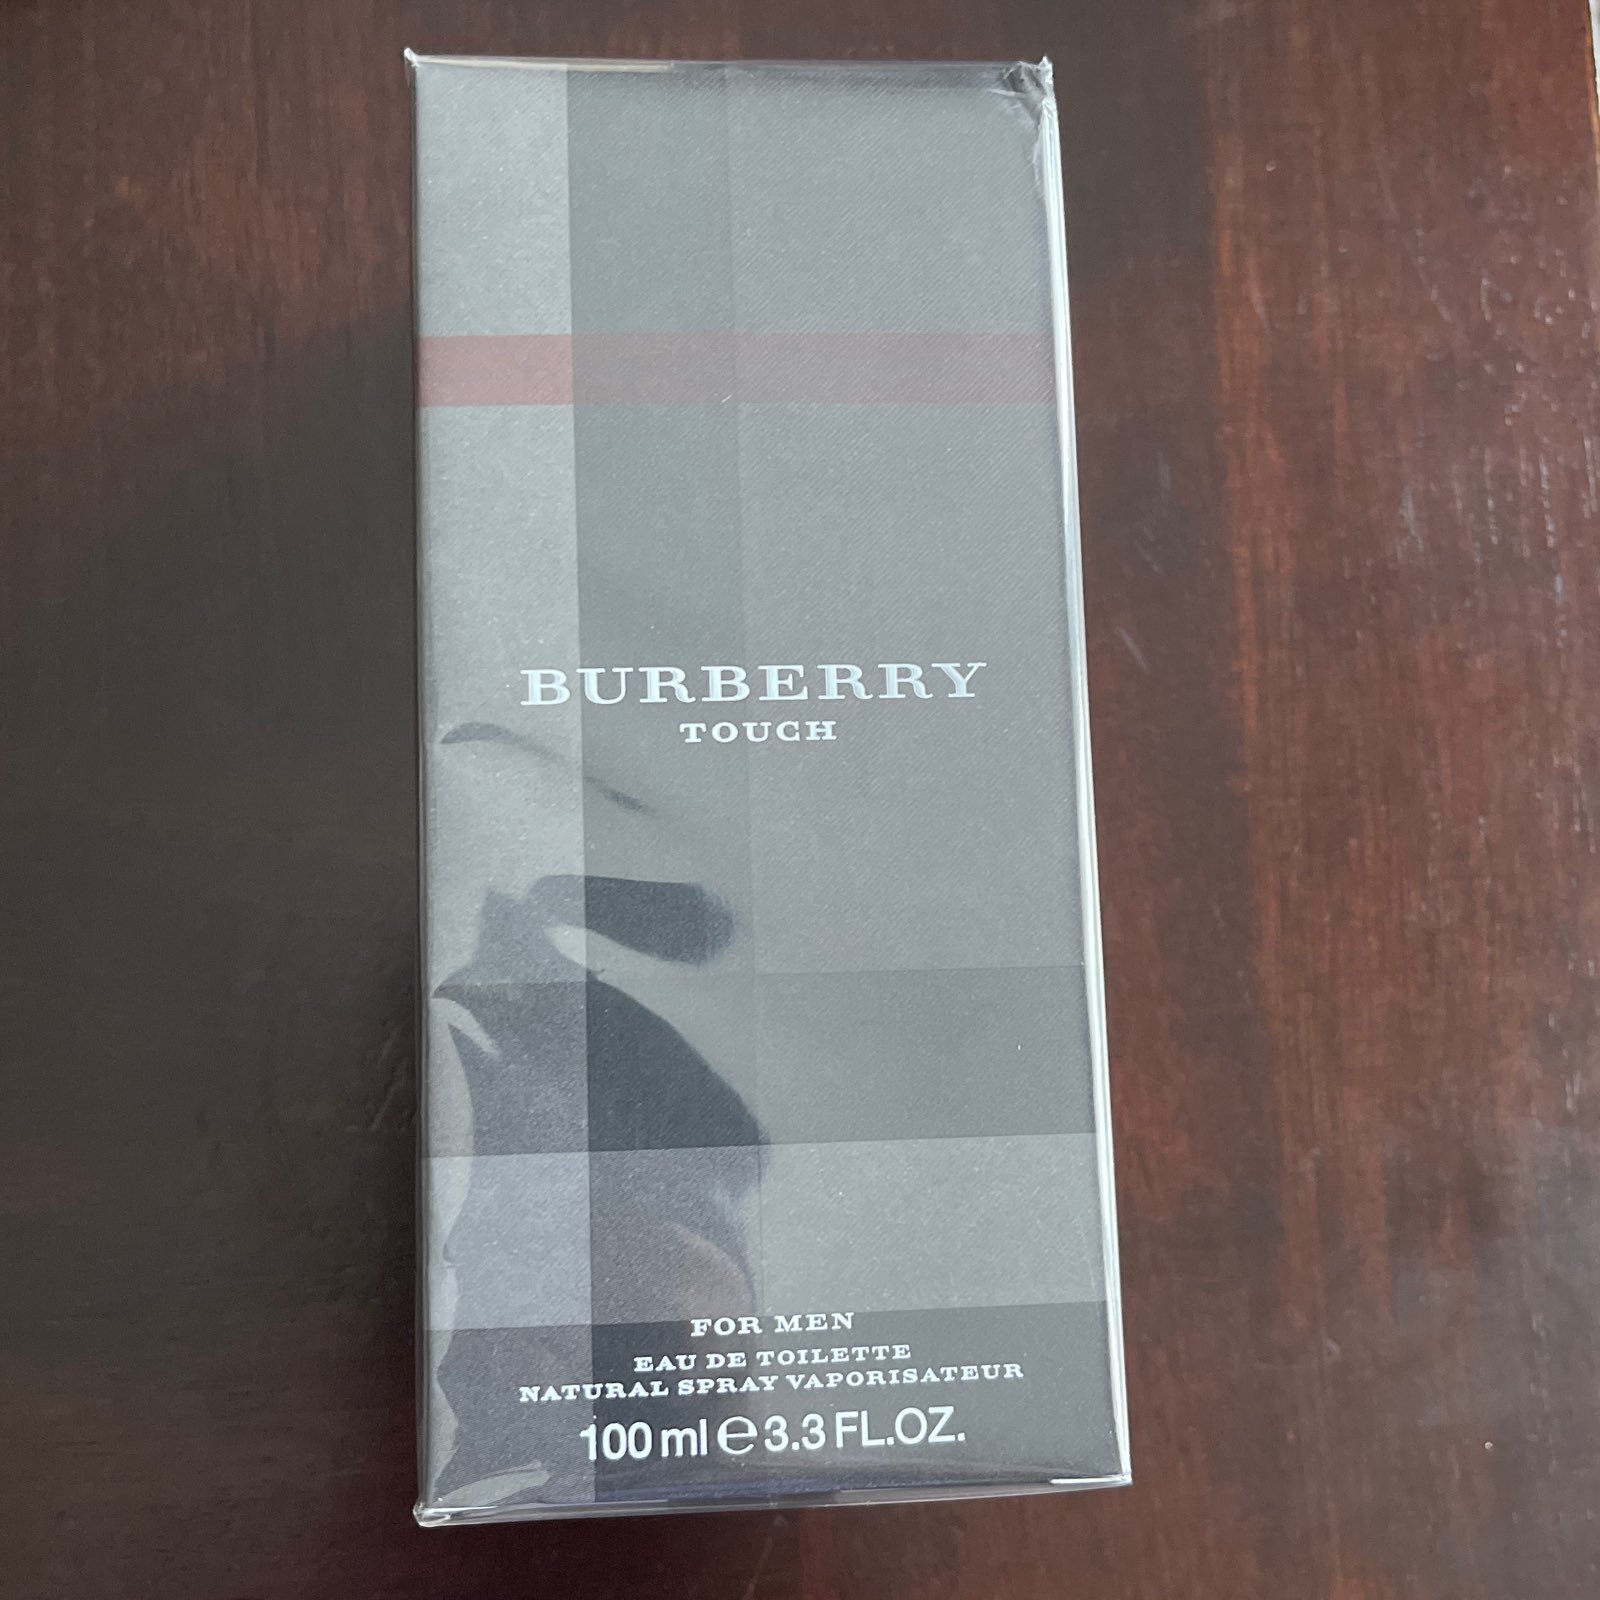 BURBERRY
TOUCH
FOR MEN
EAU DE TOILETTE
NATURAL SPRAY VAPORISATEUR
100 ml e 3.3 FL.OZ.